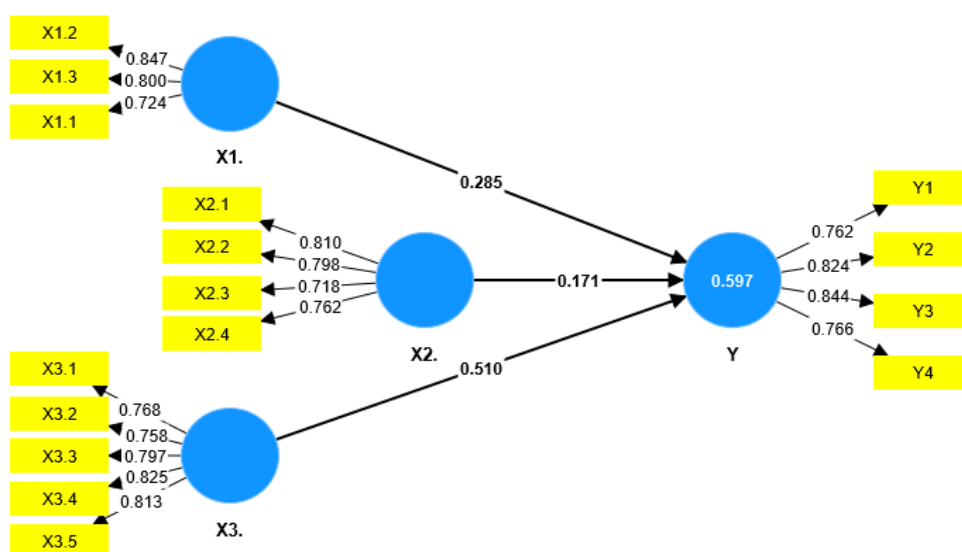 X1.2
X1.3
X1.1
0.847
0.800
0.724
X1.
0.285
X2.1
X2.2
X2.3
X2.4
0.810
0.798
0.718
0.762
X2.
0.171
X3.1
X3.2
X3.3
X3.4
X3.5
0.768
0.758
0.797
0.825
0.813
X3.
0.510
0.597
Y
0.762
0.824
0.844
0.766
Y1
Y2
Y3
Y4